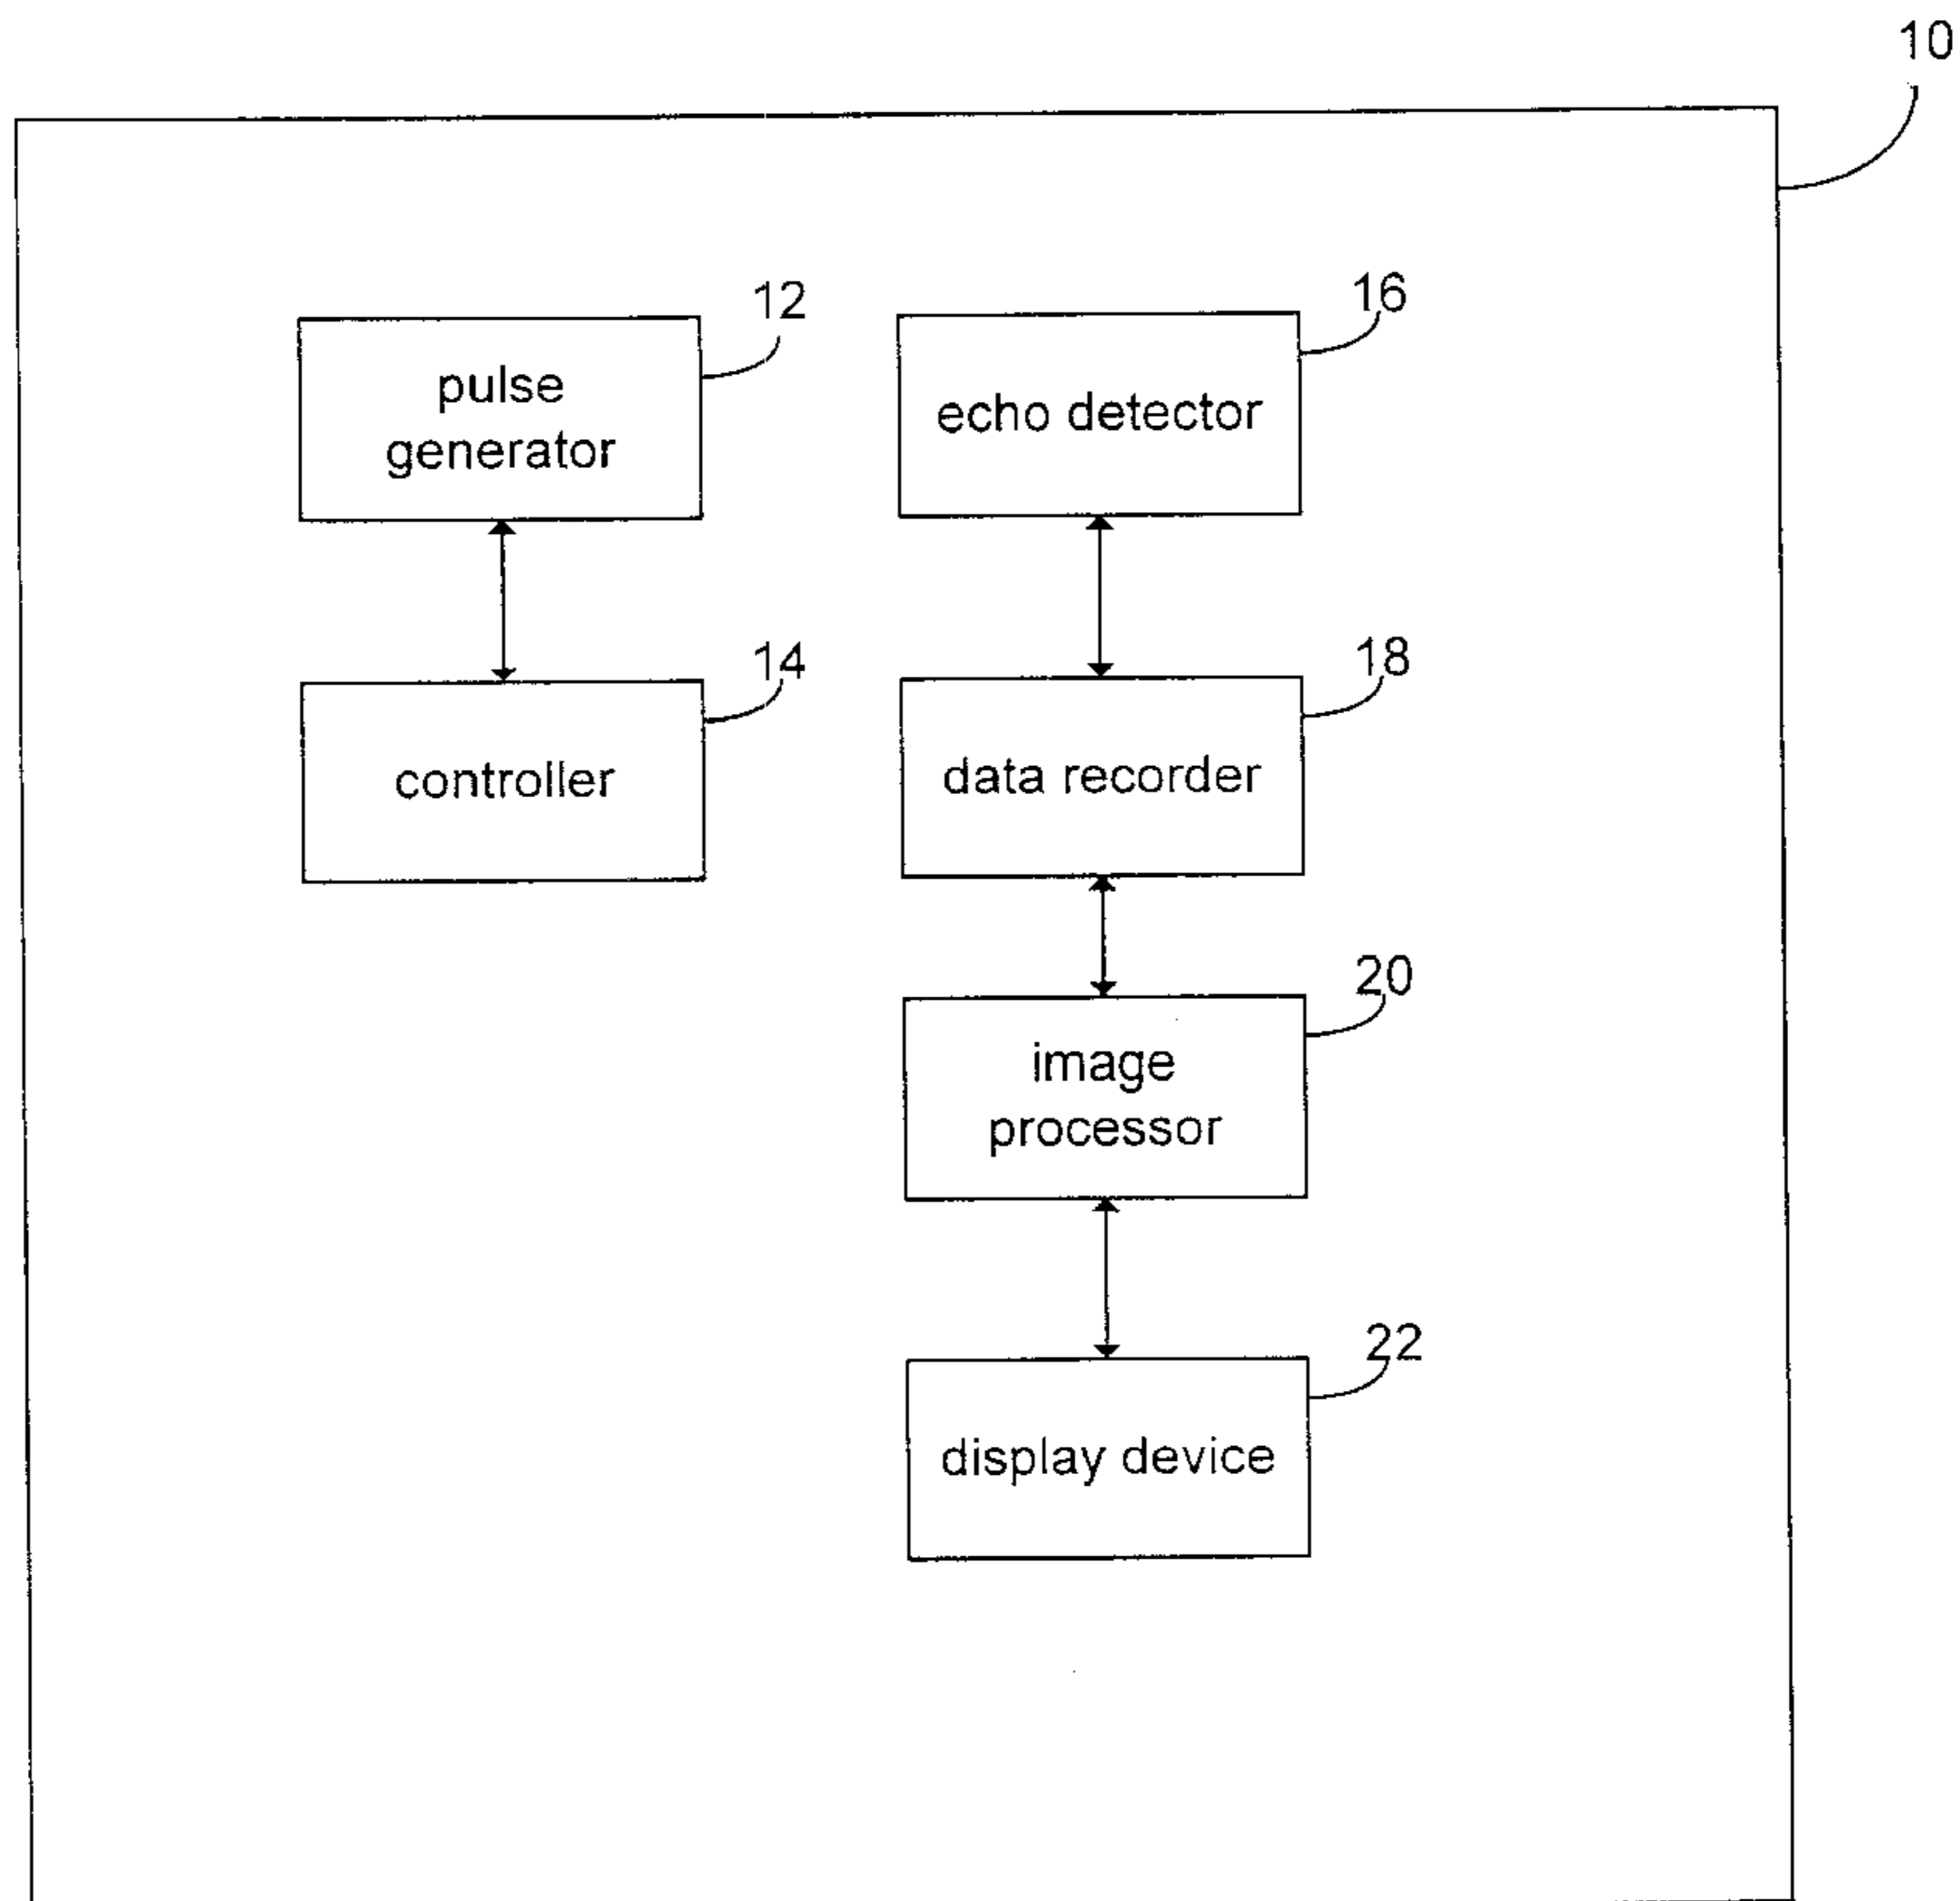 10
12
pulse
generator
16
echo detector
14
controller
18
data recorder
20
image
processor
22
display device